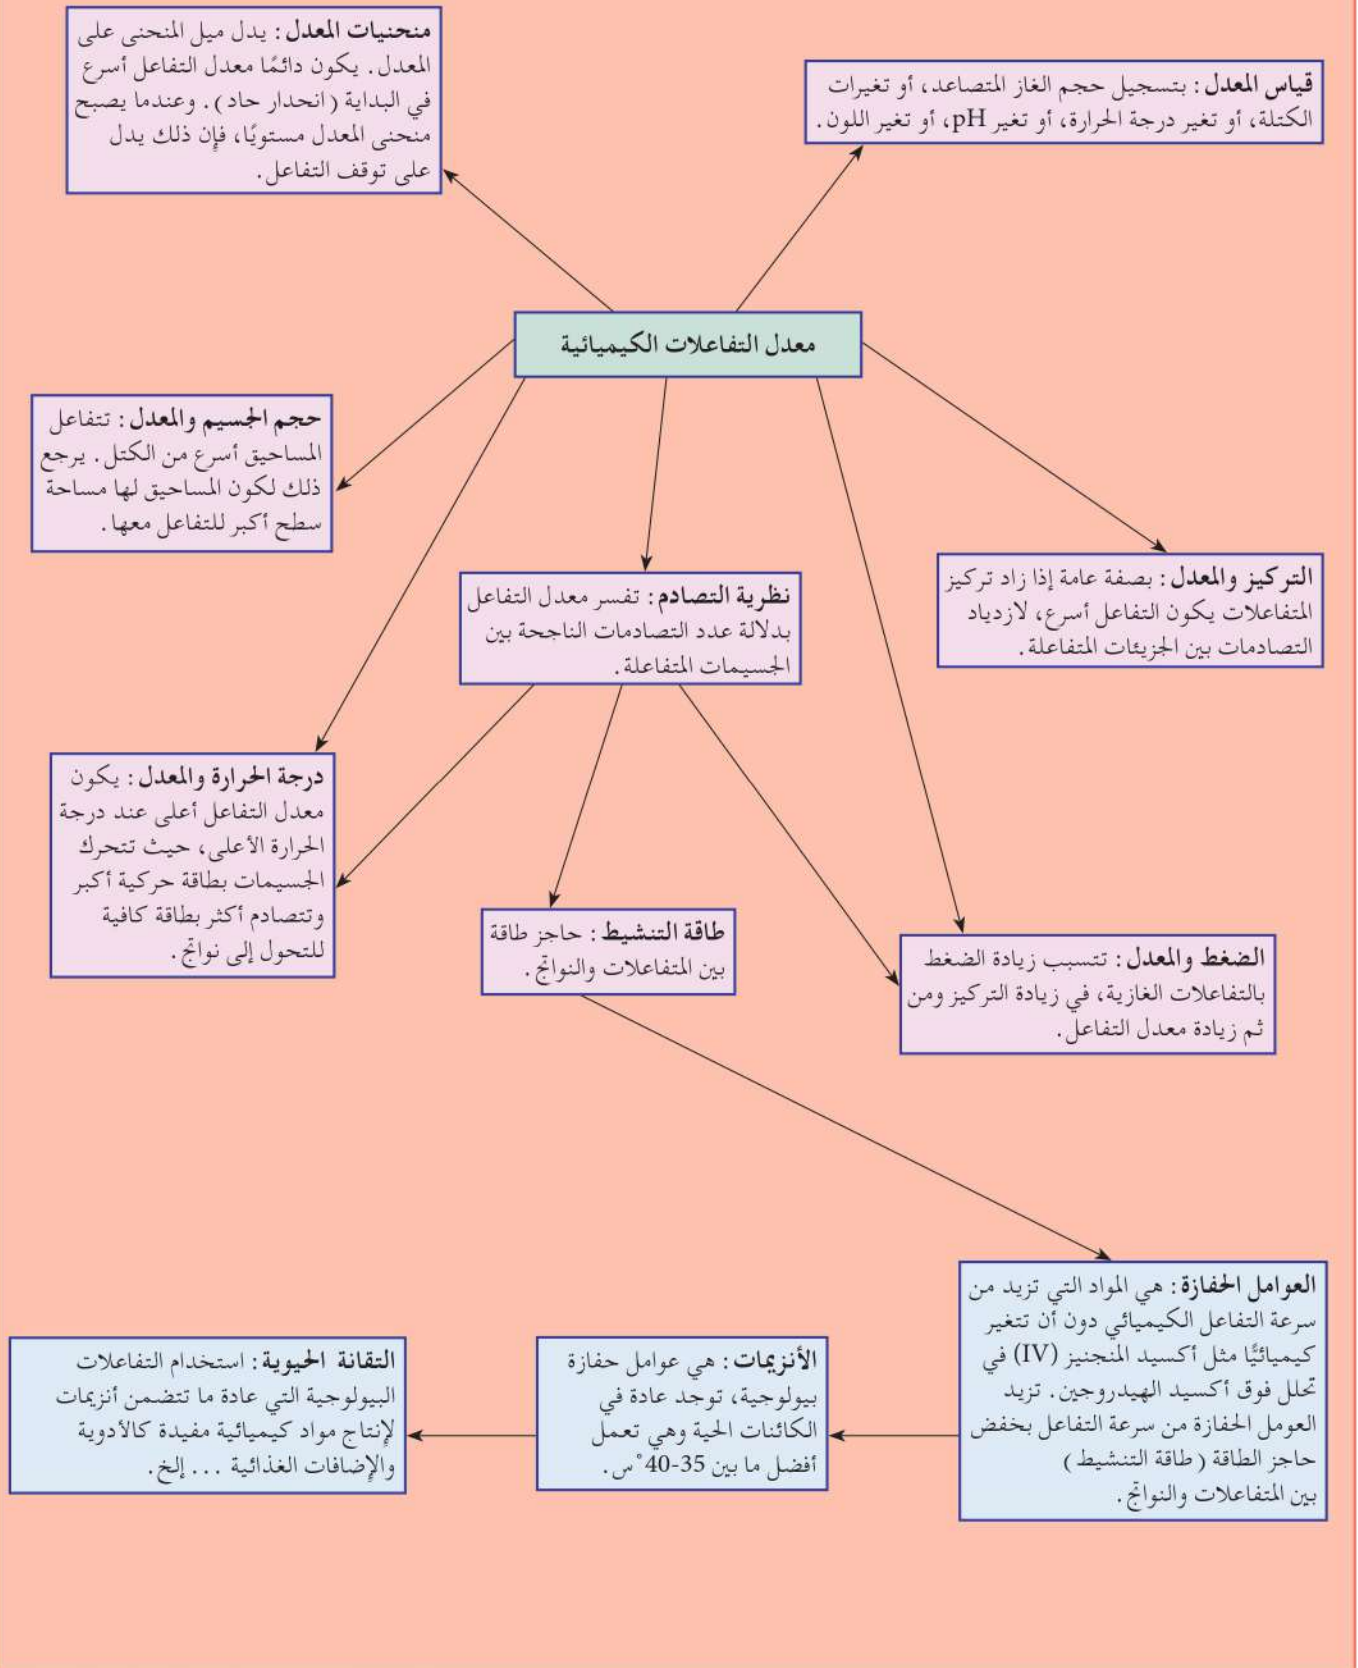 منحنيات المعدل: يدل ميل المنحنى على
المعدل. يكون دائمًا معدل التفاعل أسرع
في البداية (انحدار حاد). وعندما يصبح
منحنى المعدل مستويًا، فإن ذلك يدل
على توقف التفاعل.
قياس المعدل: بتسجيل حجم الغاز المتصاعد، أو تغيرات
الكتلة، أو تغير درجة الحرارة، أو تغير pH، أو تغير اللون.
معدل التفاعلات الكيميائية
حجم الجسيم والمعدل: تتفاعل
المساحيق أسرع من الكتل. يرجع
ذلك لكون المساحيق لها مساحة
سطح أكبر للتفاعل معها.
التركيز والمعدل: بصفة عامة إذا زاد تركيز
المتفاعلات يكون التفاعل أسرع، لازدياد
التصادمات بين الجزيئات المتفاعلة.
نظرية التصادم: تفسر معدل التفاعل
بدلالة عدد التصادمات الناجحة بين
الجسيمات المتفاعلة.
درجة الحرارة والمعدل: يكون
معدل التفاعل أعلى عند درجة
الحرارة الأعلى، حيث تتحرك
الجسيمات بطاقة حركية أكبر
وتتصادم أكثر بطاقة كافية
للتحول إلى نواتج.
طاقة التنشيط: حاجز طاقة
بين المتفاعلات والنواتج.
الضغط والمعدل: تتسبب زيادة الضغط
بالتفاعلات الغازية، في زيادة التركيز ومن
ثم زيادة معدل التفاعل.
العوامل الحفازة: هي المواد التي تزيد من
سرعة التفاعل الكيميائي دون أن تتغير
كيميائيًّا مثل أكسيد المنجنيز (IV) في
تحلل فوق أكسيد الهيدروجين. تزيد
العومل الحفازة من سرعة التفاعل بخفض
حاجز الطاقة (طاقة التنشيط)
بين المتفاعلات والنواتج.
الأنزيمات: هي عوامل حفازة
بيولوجية، توجد عادة في
الكائنات الحية وهي تعمل
أفضل ما بين 35-40°س.
التقانة الحيوية: استخدام التفاعلات
البيولوجية التي عادة ما تتضمن أنزيمات
لإنتاج مواد كيميائية مفيدة كالأدوية
والإضافات الغذائية ... إلخ.